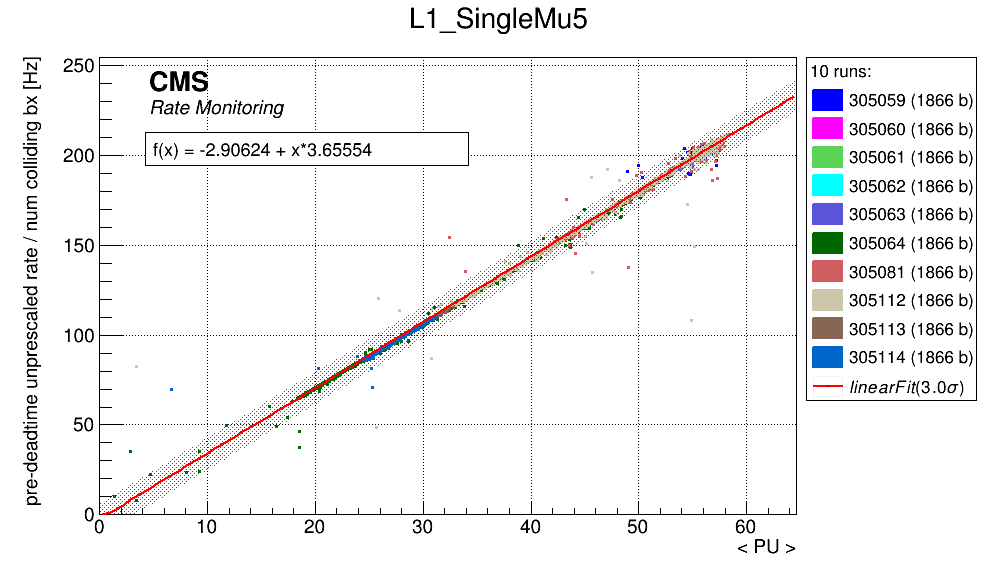 L1_SingleMu5
pre-deadtime unprescaled rate / num colliding bx [Hz]
250
200
150
100
50
0
CMS
Rate Monitoring
f(x) = -2.90624 + x*3.65554
0 10 20 30 40 50 60
< PU >
10 runs:
305059 (1866 b)
305060 (1866 b)
305061 (1866 b)
305062 (1866 b)
305063 (1866 b)
305064 (1866 b)
305081 (1866 b)
305112 (1866 b)
305113 (1866 b)
305114 (1866 b)
linearFit(3.0σ)